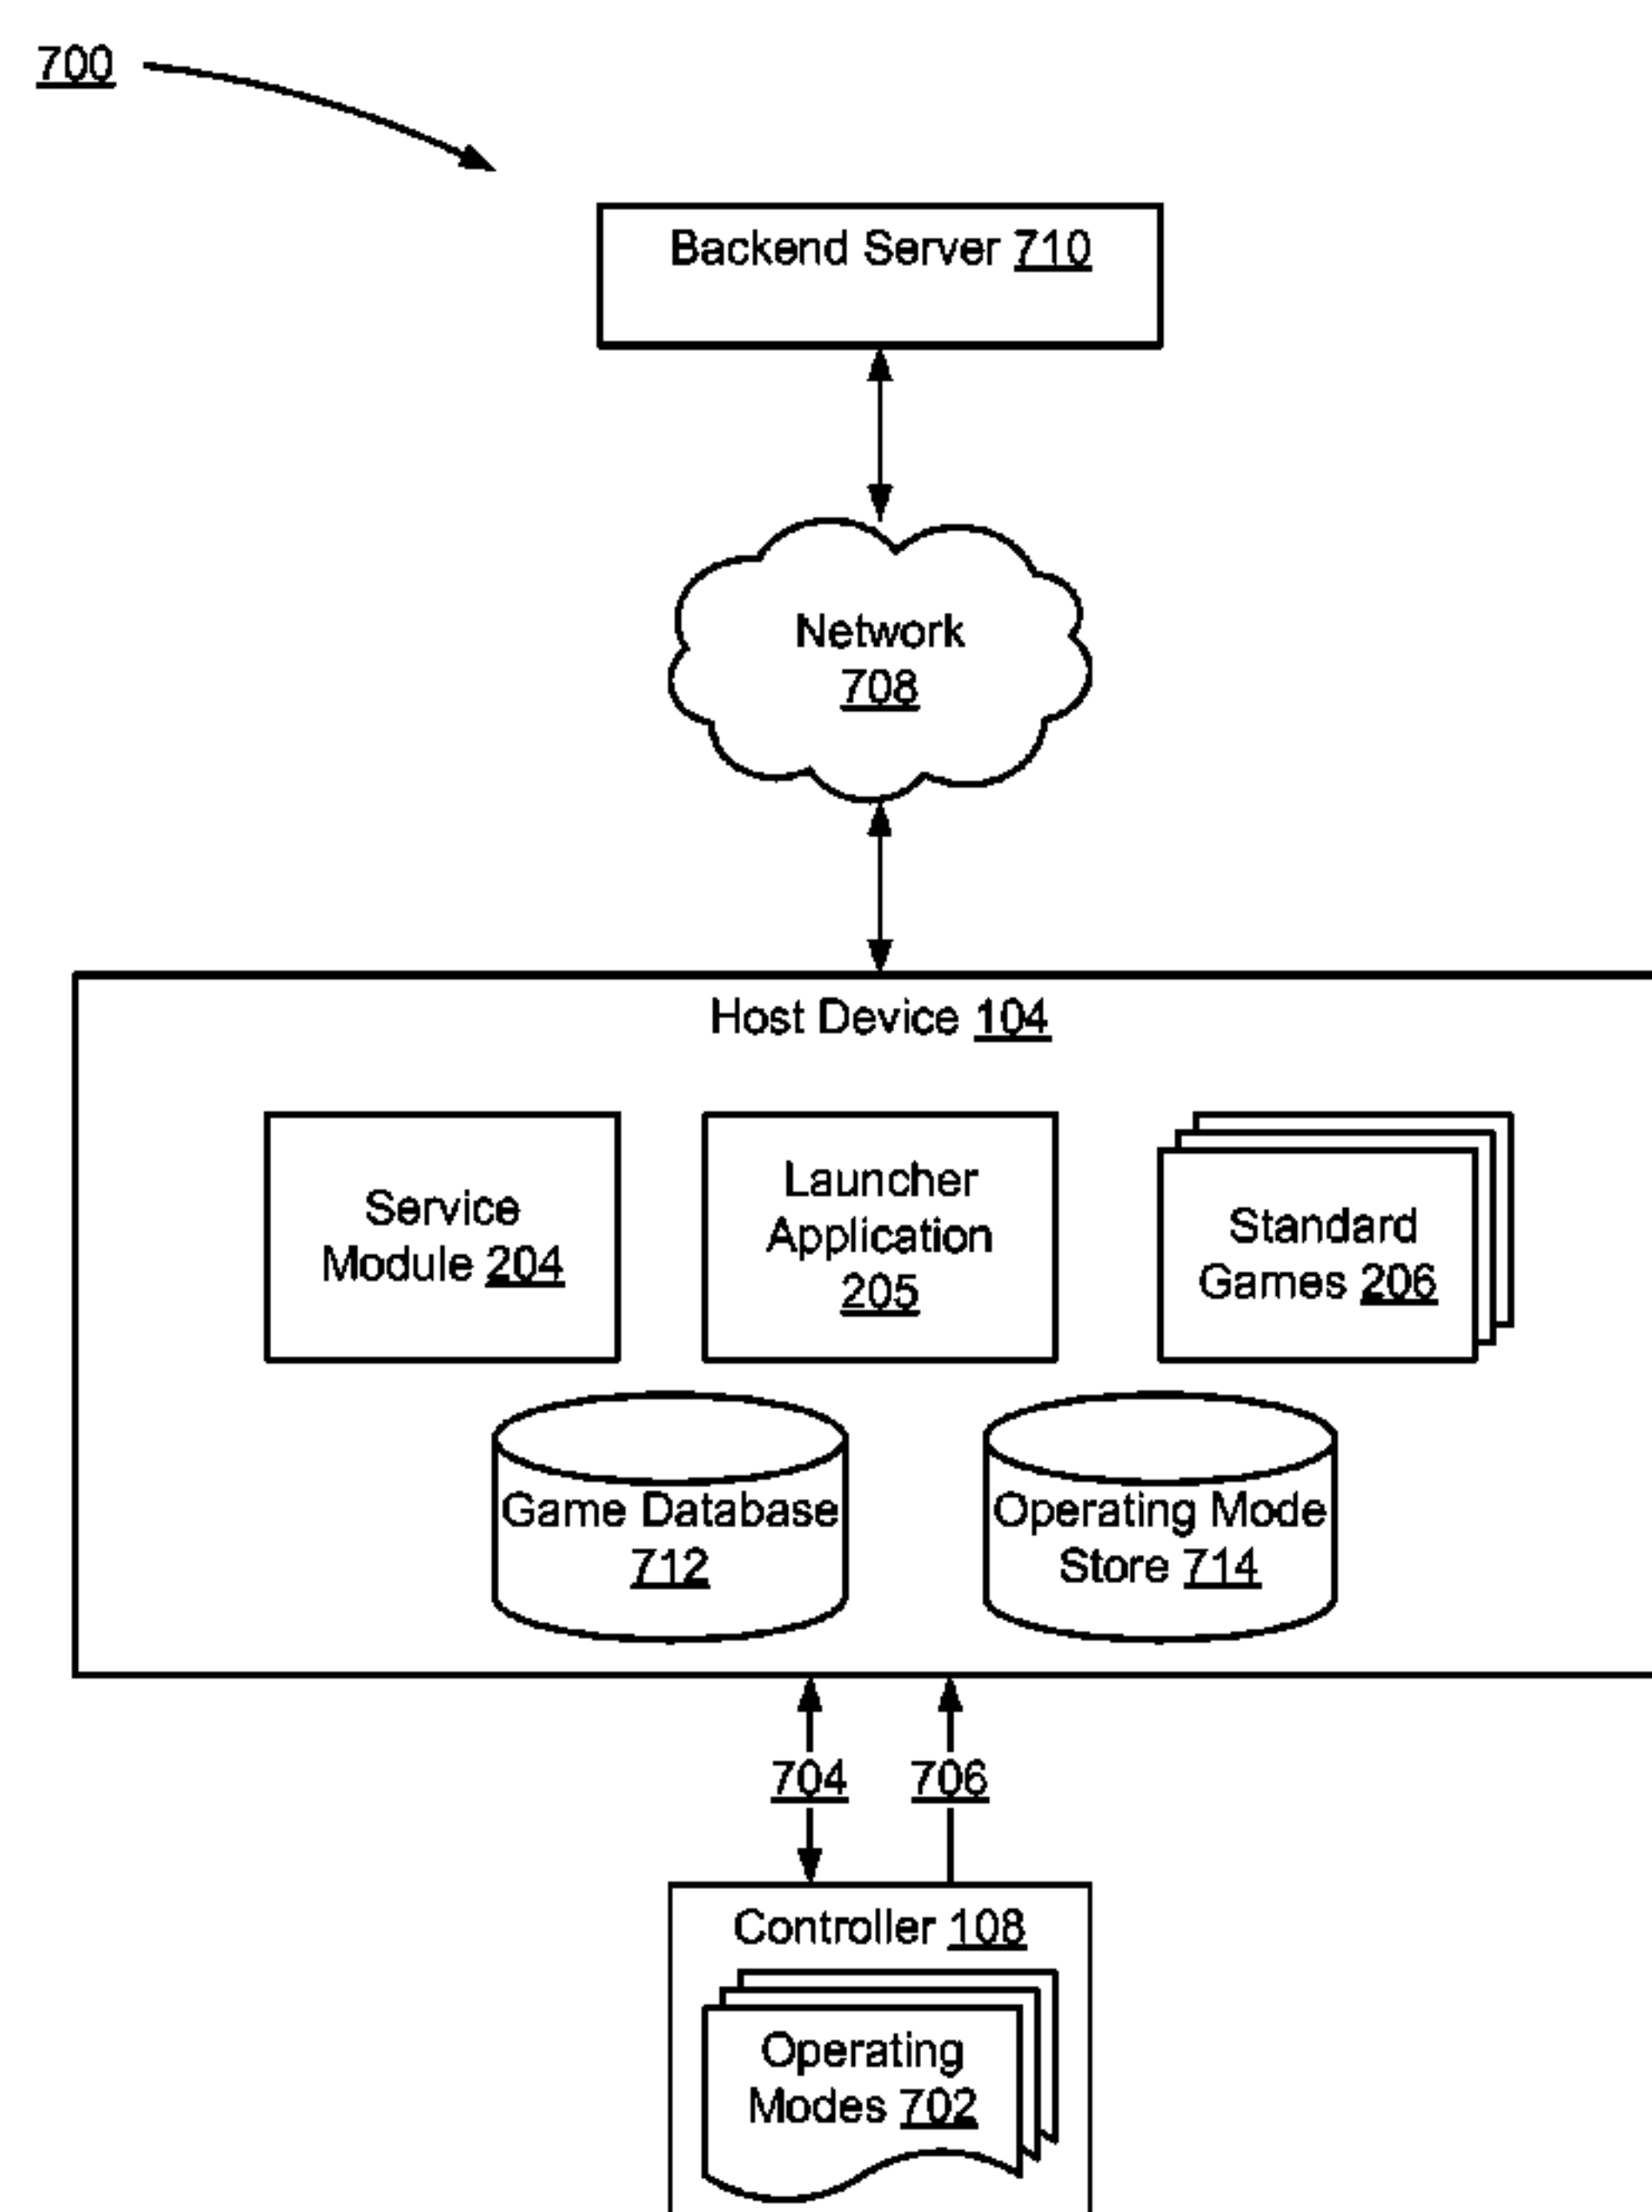 700
Backend Server 710
Network
708
Host Device 104
Service
Module 204
Launcher
Application
205
Standard
Games 206
Game Database
712
Operating Mode
Store 714
704
706
Controller 108
Operating
Modes 702